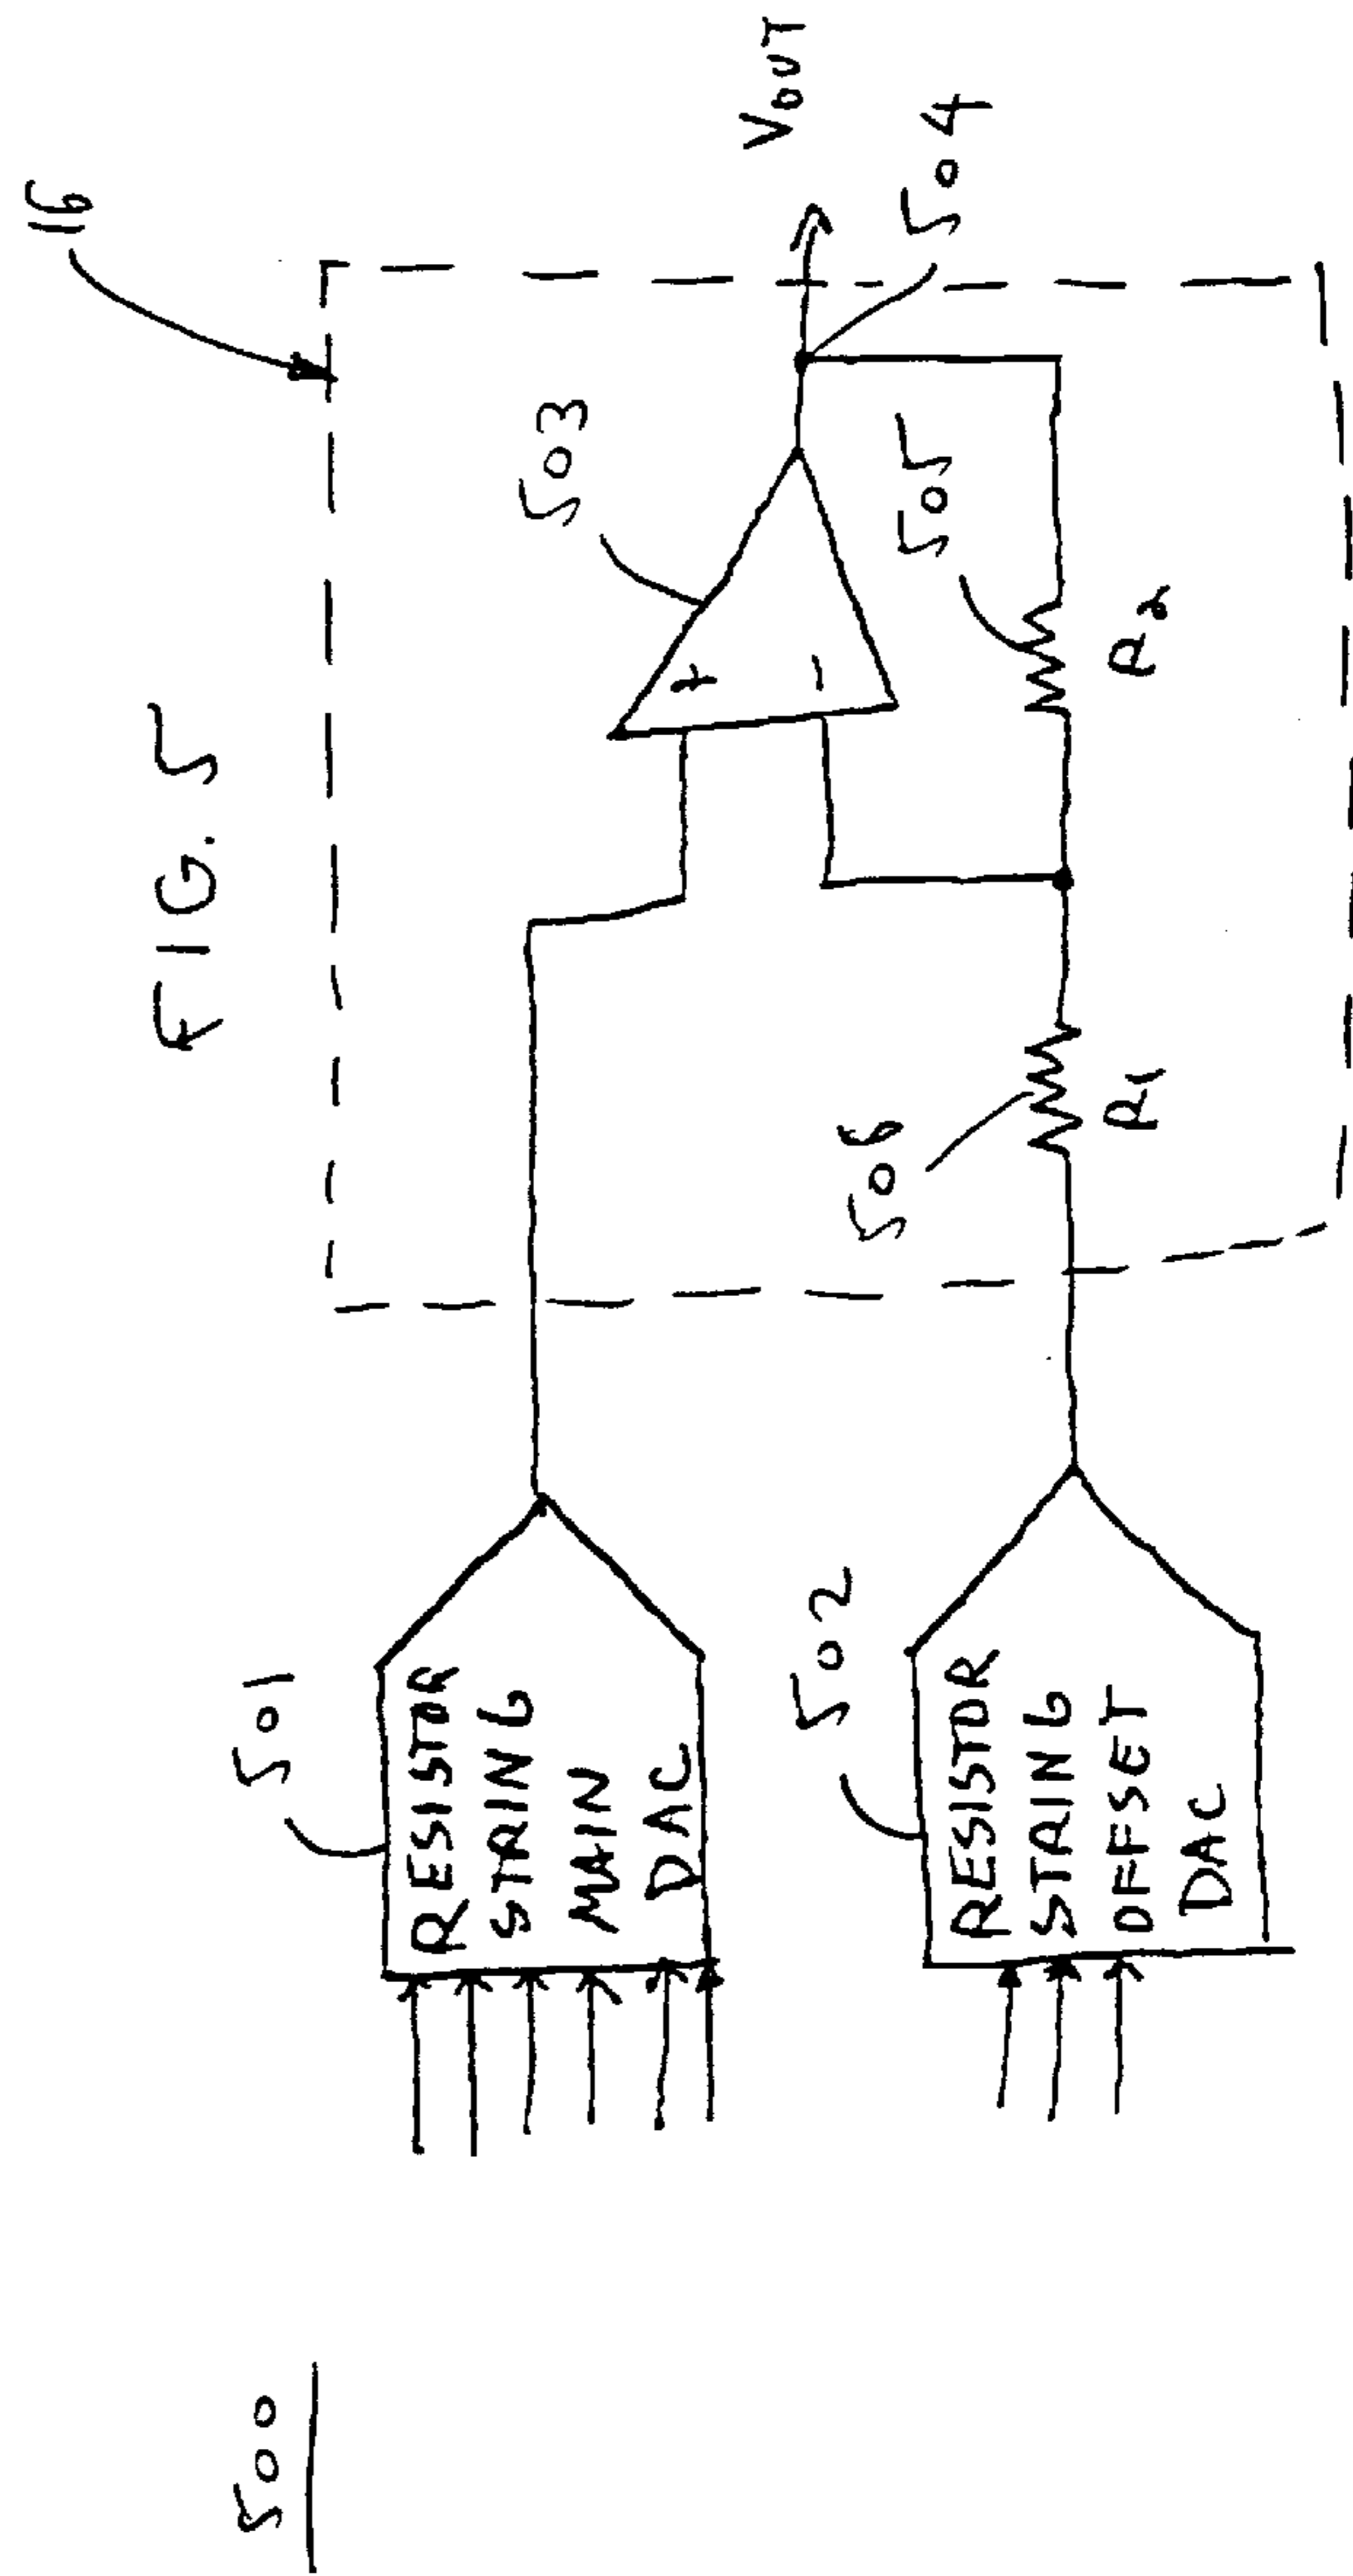 FIG. 5
16
500
501
RESISTOR
STRING
MAIN
DAC
502
RESISTOR
STRING
OFFSET
DAC
503
+
−
504
VOUT
505
R2
506
R1